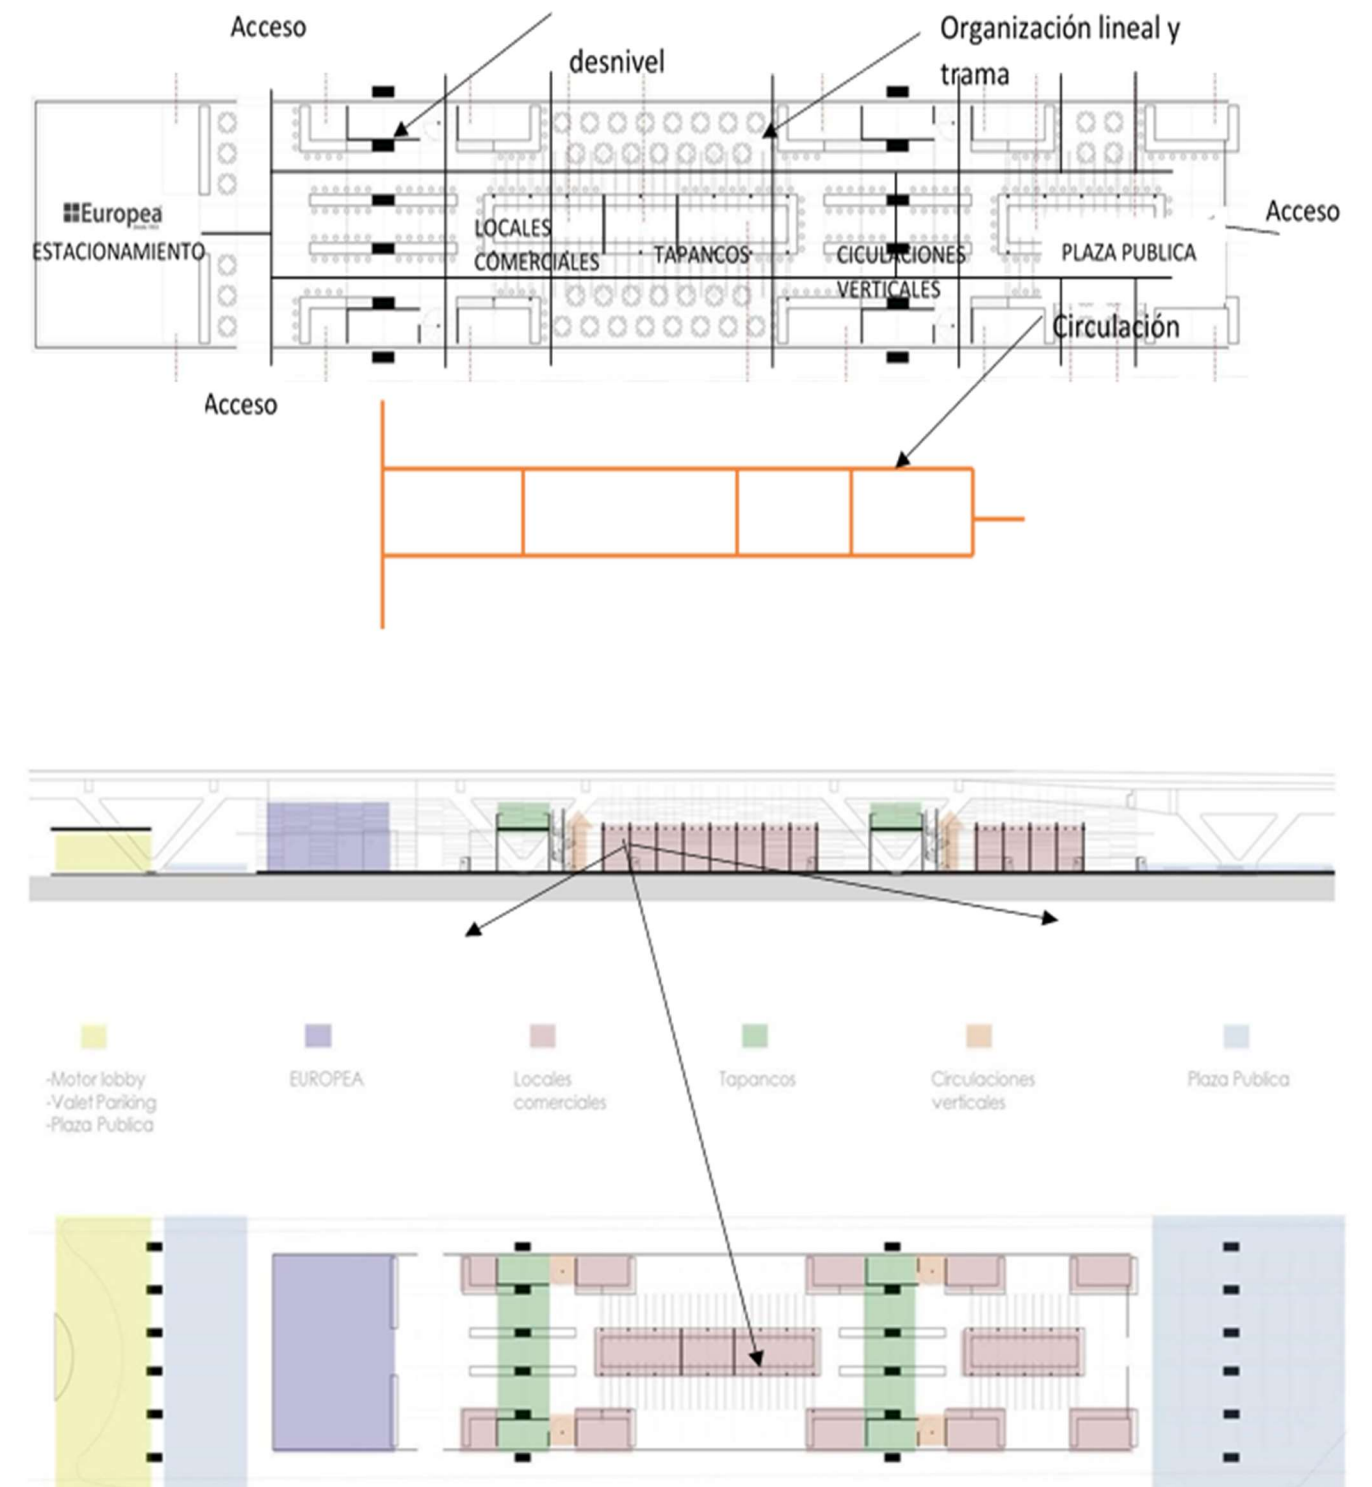 Acceso
Organización lineal y
trama
desnivel
Europea
ESTACIONAMIENTO
LOCALES
COMERCIALES
TAPANCOS
CICULACIONES
VERTICALES
PLAZA PUBLICA
Acceso
Circulación
Acceso
-Motor lobby
-Valet Pariking
-Plaza Publica
EUROPEA
Locales
comerciales
Tapancos
Circulaciones
verticales
Plaza Publica